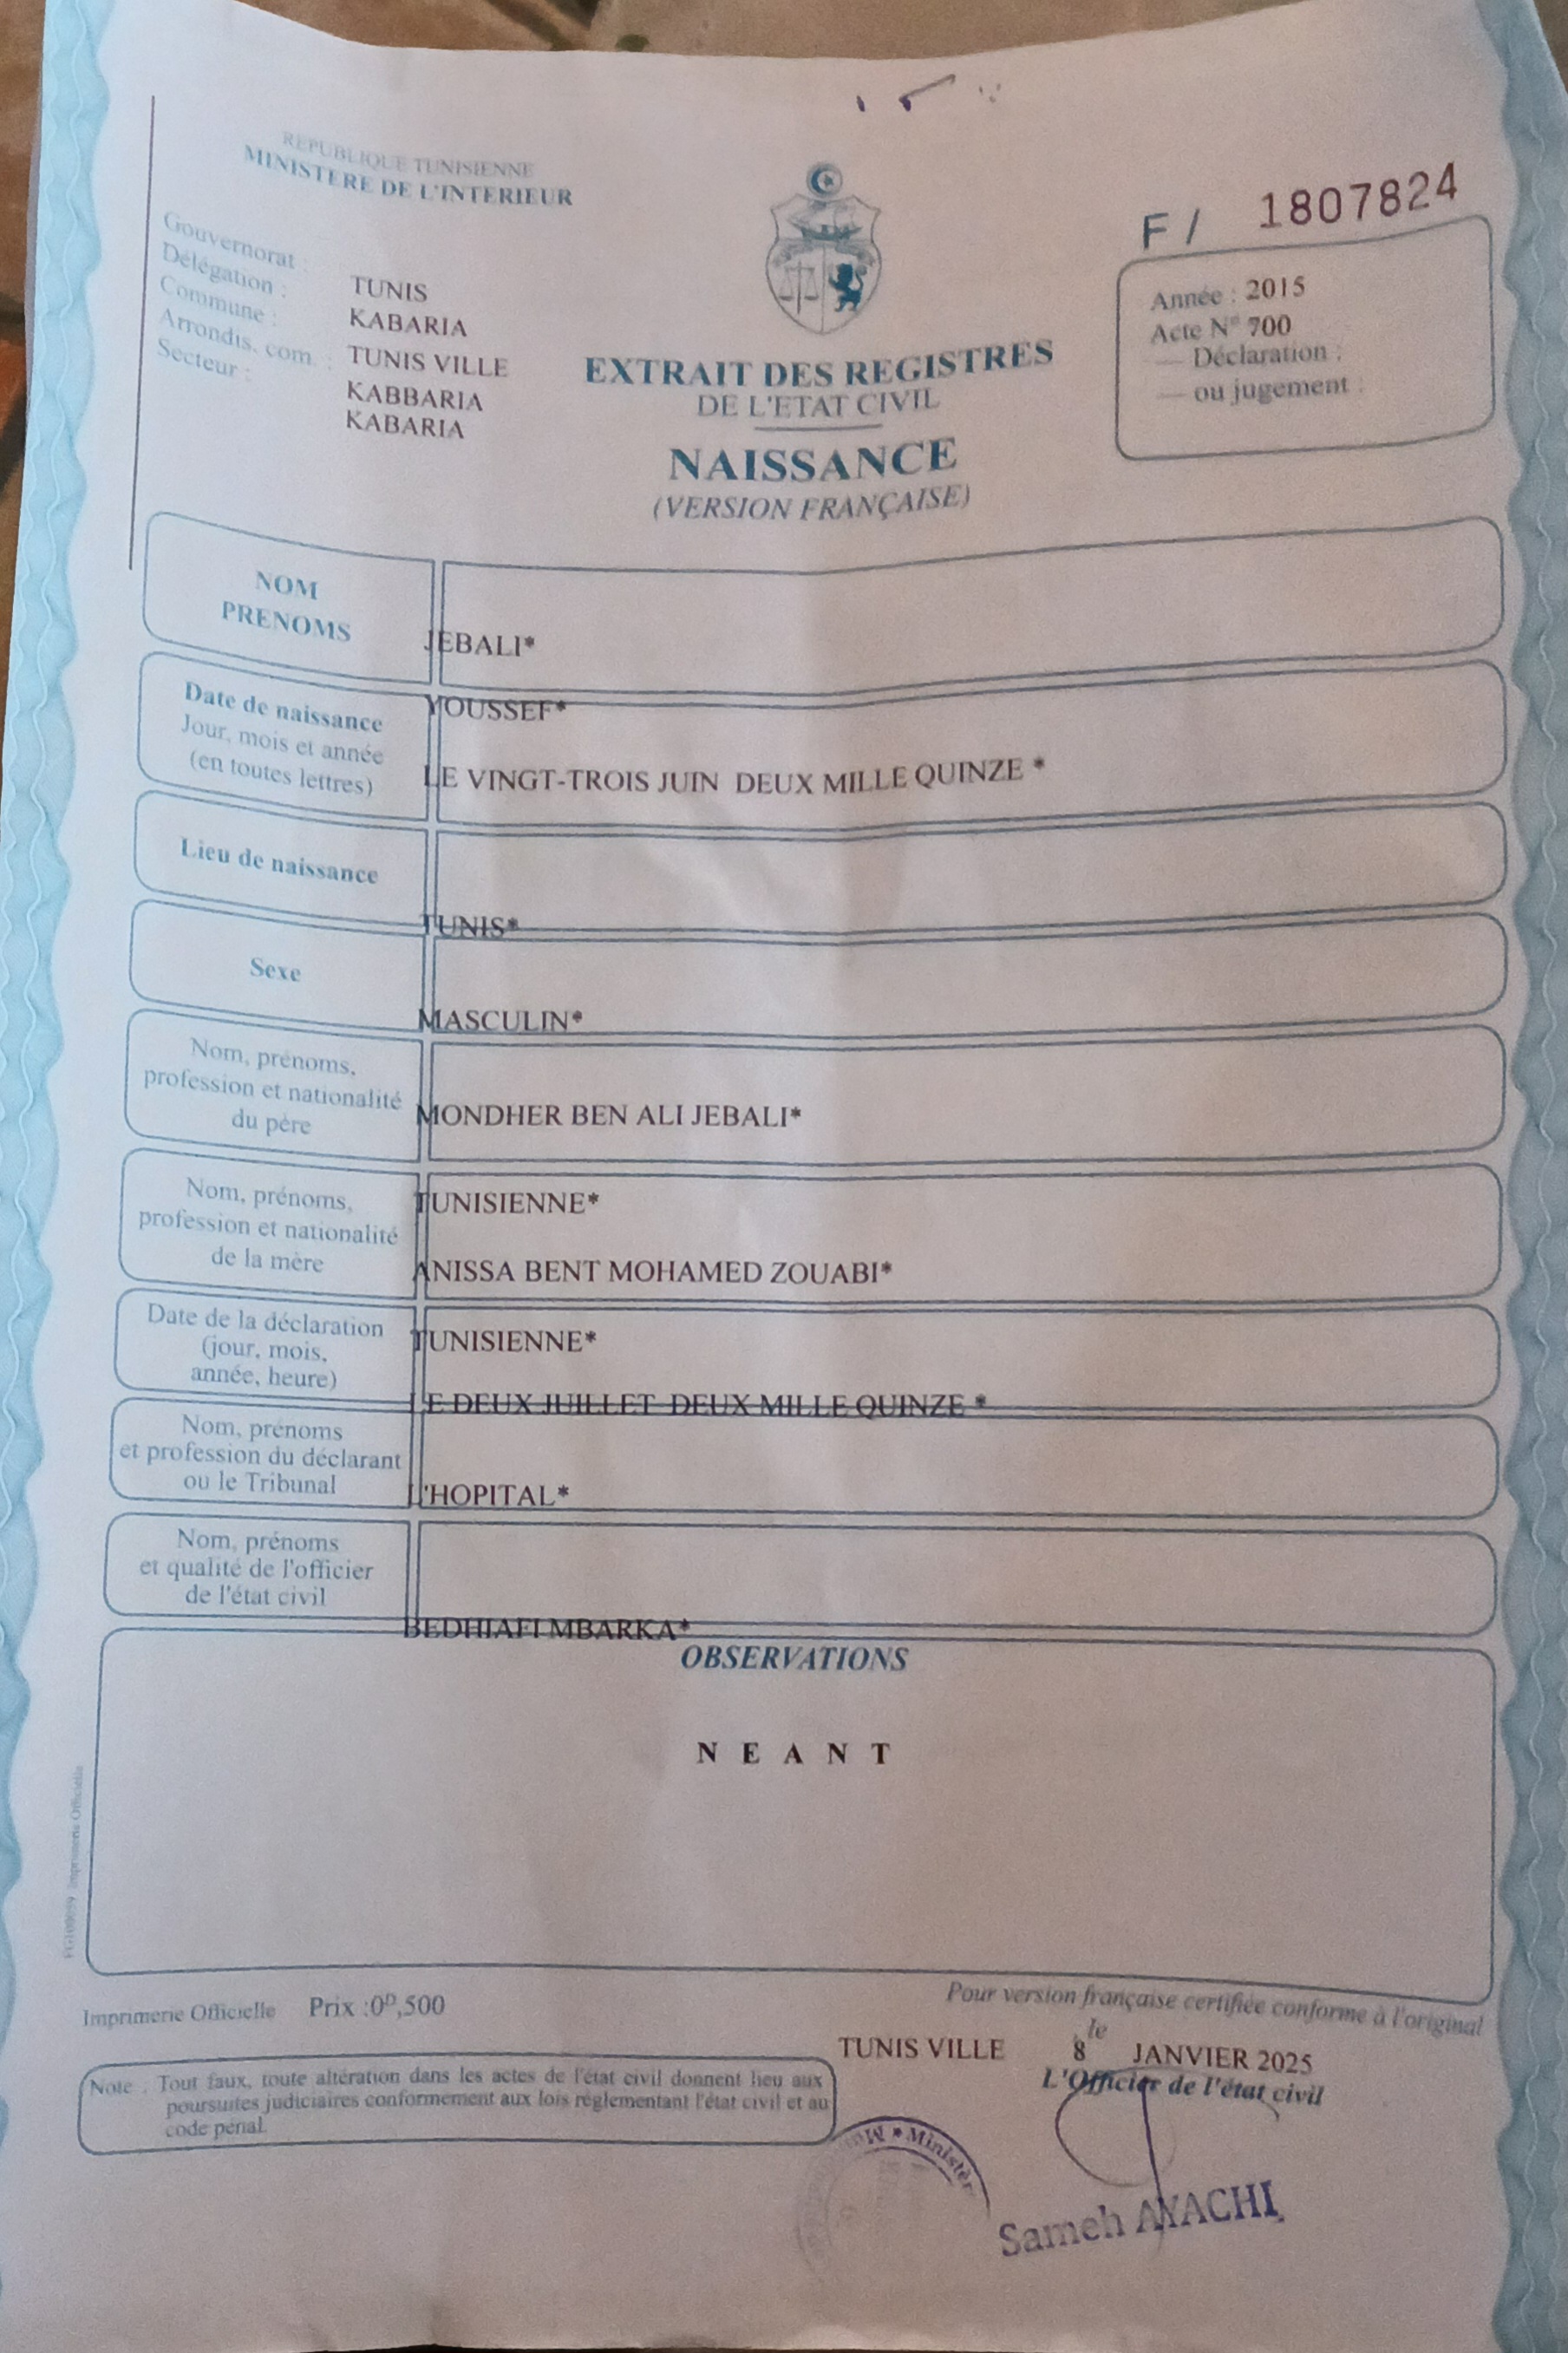 REPUBLIQUE TUNISIENNE
MINISTERE DE L'INTERIEUR
Gouvernorat : TUNIS
Délégation : KABARIA
Commune : TUNIS VILLE
Arrondis. com. : KABBARIA
Secteur : KABARIA
F / 1807824
Année : 2015
Acte N° 700
— Déclaration :
— ou jugement :
EXTRAIT DES REGISTRES
DE L'ETAT CIVIL
NAISSANCE
(VERSION FRANÇAISE)
NOM
PRENOMS
JEBALI*
YOUSSEF*
Date de naissance
Jour, mois et année
(en toutes lettres)
LE VINGT-TROIS JUIN DEUX MILLE QUINZE *
Lieu de naissance
TUNIS*
Sexe
MASCULIN*
Nom, prénoms,
profession et nationalité
du père
MONDHER BEN ALI JEBALI*
TUNISIENNE*
Nom, prénoms,
profession et nationalité
de la mère
ANISSA BENT MOHAMED ZOUABI*
TUNISIENNE*
Date de la déclaration
(jour, mois,
année, heure)
LE DEUX JUILLET DEUX MILLE QUINZE *
Nom, prénoms
et profession du déclarant
ou le Tribunal
L'HOPITAL*
Nom, prénoms
et qualité de l'officier
de l'état civil
BEDHIAFI MBARKA*
OBSERVATIONS
N E A N T
Imprimerie Officielle
Imprimerie Officielle Prix :0ᴰ,500
Pour version française certifiée conforme à l'original
TUNIS VILLE , le 8 JANVIER 2025
L'Officier de l'état civil
Note : Tout faux, toute altération dans les actes de l'état civil donnent lieu aux
poursuites judiciaires conformement aux lois réglementant l'état civil et au
code pénal.
* Ministèr
Sameh AYACHI